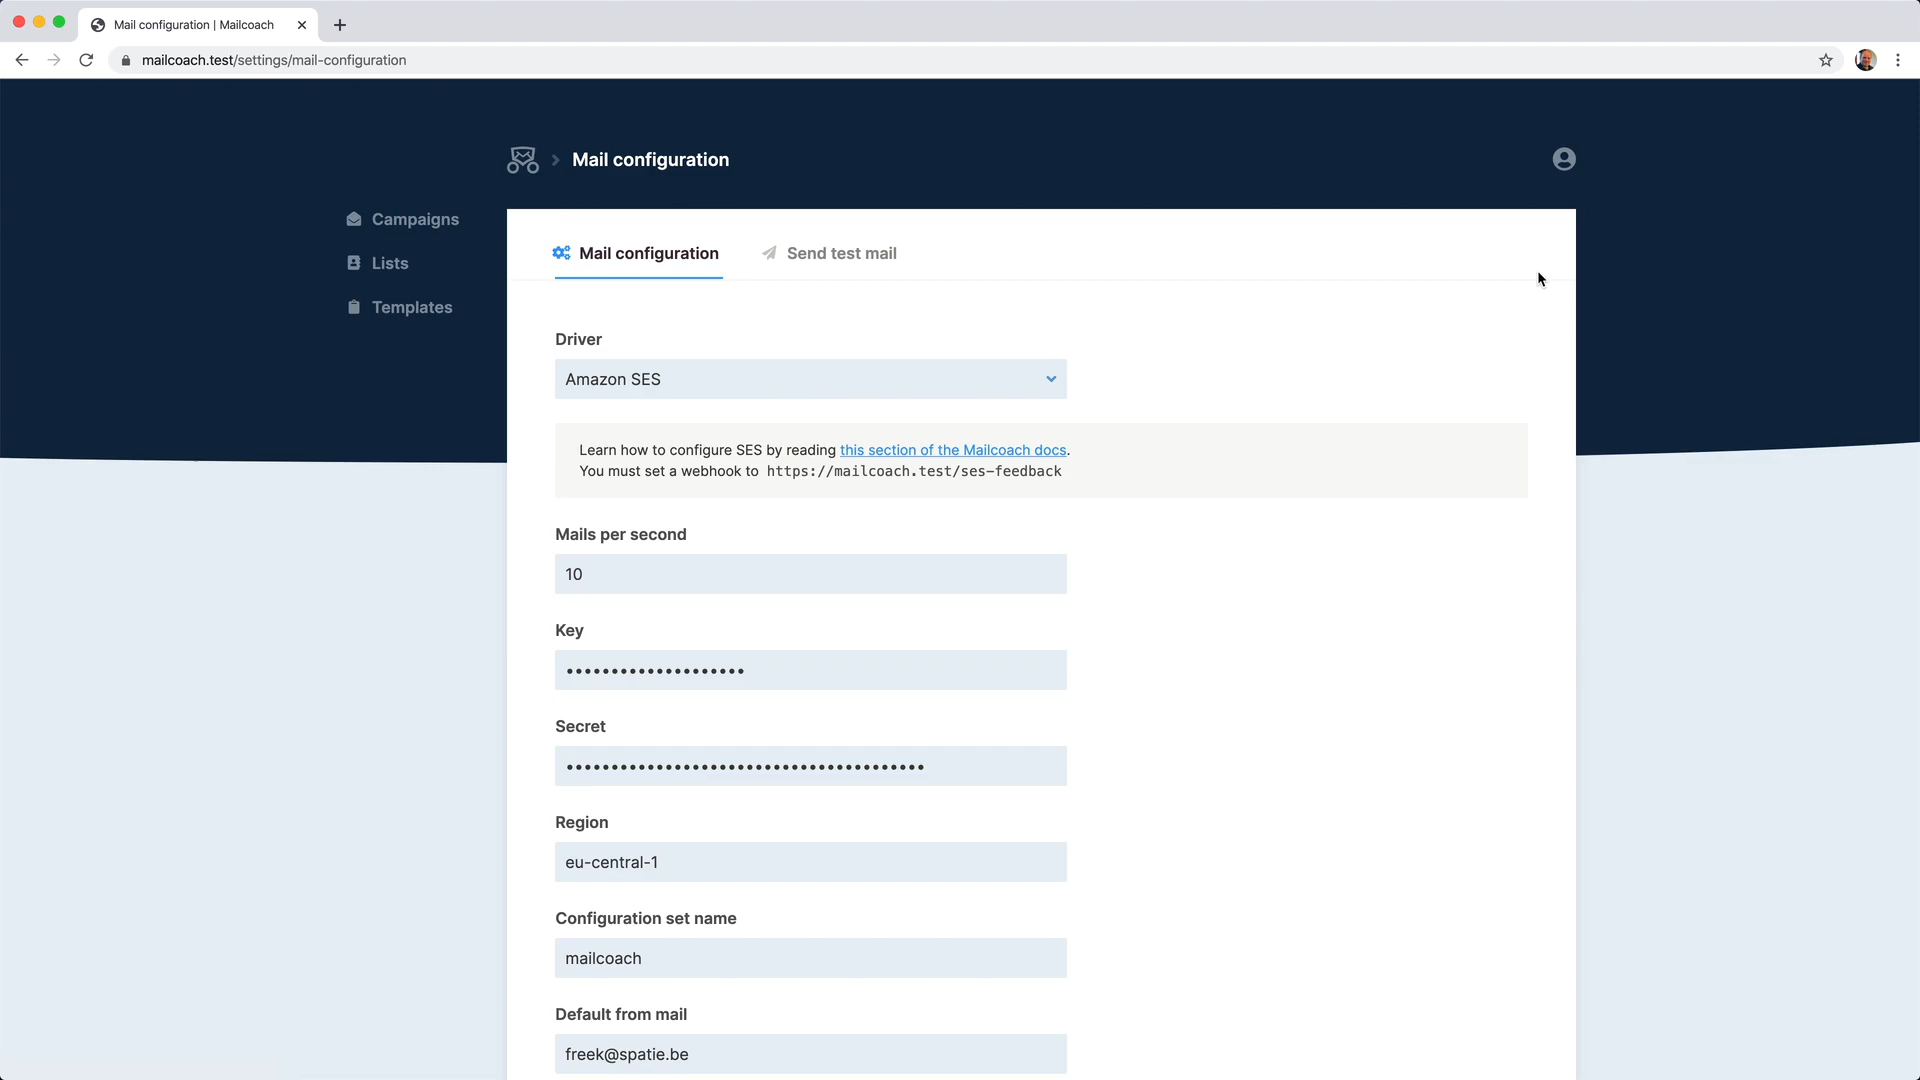 Mail configuration | Mailcoach
mailcoach.test/settings/mail-configuration
Mail configuration
Campaigns
Lists
Templates
Mail configuration
Send test mail
Driver
Amazon SES
Learn how to configure SES by reading this section of the Mailcoach docs.
You must set a webhook to https://mailcoach.test/ses-feedback
Mails per second
10
Key
••••••••••••••••••••
Secret
••••••••••••••••••••••••••••••••••••••••
Region
eu-central-1
Configuration set name
mailcoach
Default from mail
freek@spatie.be